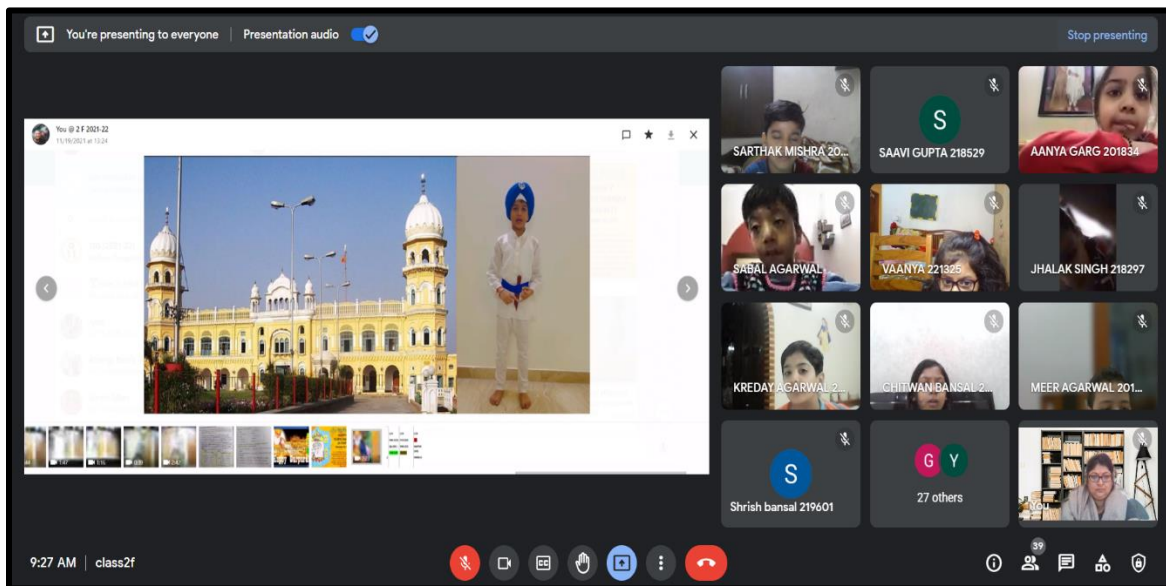 You're presenting to everyone | Presentation audio
Stop presenting
You @ 2 F 2021-22
11/19/2021 at 13:24
SARTHAK MISHRA 20...
SAAVI GUPTA 218529
AANYA GARG 201834
SABAL AGARWAL
VAANYA 221325
JHALAK SINGH 218297
KREDAY AGARWAL 2...
CHITWAN BANSAL 2...
MEER AGARWAL 201...
S
S
Shrish bansal 219601
G Y
27 others
You
9:27 AM | class2f
39